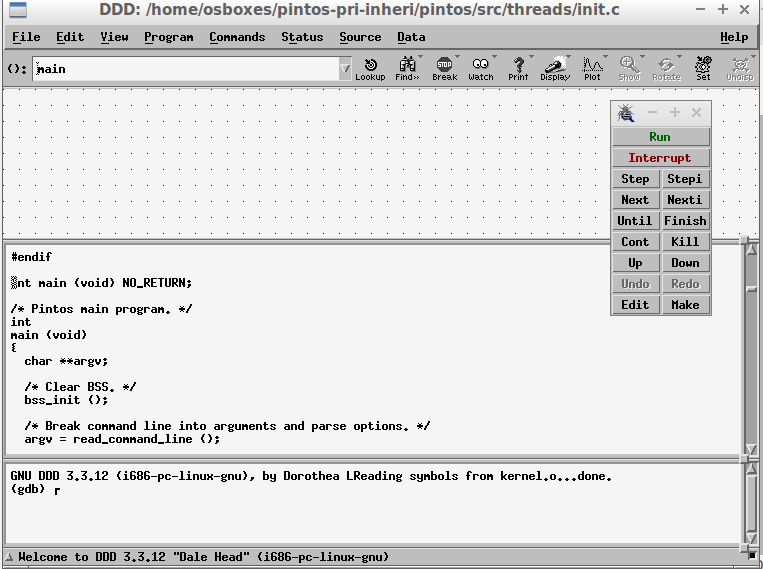 DDD: /home/osboxes/pintos-pri-inheri/pintos/src/threads/init.c
File Edit View Program Commands Status Source Data Help
(): main
Lookup Find>> Break Watch Print Display Plot Show Rotate Set Undisp
Run
Interrupt
Step Stepi
Next Nexti
Until Finish
Cont Kill
Up Down
Undo Redo
Edit Make
#endif
int main (void) NO_RETURN;
/* Pintos main program. */
int
main (void)
{
char **argv;
/* Clear BSS. */
bss_init ();
/* Break command line into arguments and parse options. */
argv = read_command_line ();
GNU DDD 3.3.12 (i686-pc-linux-gnu), by Dorothea LReading symbols from kernel.o...done.
(gdb) r
Welcome to DDD 3.3.12 "Dale Head" (i686-pc-linux-gnu)